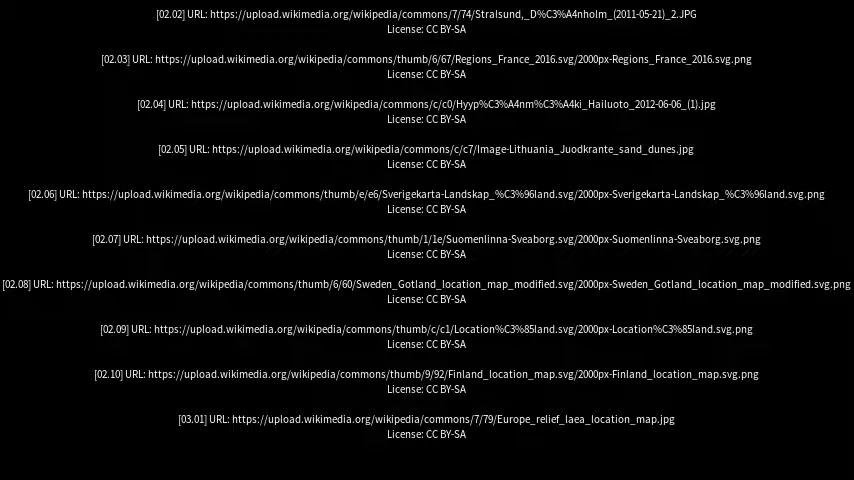 [02.02] URL: https://upload.wikimedia.org/wikipedia/commons/7/74/Stralsund,_D%C3%A4nholm_(2011-05-21)_2.JPG
License: CC BY-SA
[02.03] URL: https://upload.wikimedia.org/wikipedia/commons/thumb/6/67/Regions_France_2016.svg/2000px-Regions_France_2016.svg.png
License: CC BY-SA
[02.04] URL: https://upload.wikimedia.org/wikipedia/commons/c/c0/Hyyp%C3%A4nm%C3%A4ki_Hailuoto_2012-06-06_(1).jpg
License: CC BY-SA
[02.05] URL: https://upload.wikimedia.org/wikipedia/commons/c/c7/Image-Lithuania_Juodkrante_sand_dunes.jpg
License: CC BY-SA
[02.06] URL: https://upload.wikimedia.org/wikipedia/commons/thumb/e/e6/Sverigekarta-Landskap_%C3%96land.svg/2000px-Sverigekarta-Landskap_%C3%96land.svg.png
License: CC BY-SA
[02.07] URL: https://upload.wikimedia.org/wikipedia/commons/thumb/1/1e/Suomenlinna-Sveaborg.svg/2000px-Suomenlinna-Sveaborg.svg.png
License: CC BY-SA
[02.08] URL: https://upload.wikimedia.org/wikipedia/commons/thumb/6/60/Sweden_Gotland_location_map_modified.svg/2000px-Sweden_Gotland_location_map_modified.svg.png
License: CC BY-SA
[02.09] URL: https://upload.wikimedia.org/wikipedia/commons/thumb/c/c1/Location%C3%85land.svg/2000px-Location%C3%85land.svg.png
License: CC BY-SA
[02.10] URL: https://upload.wikimedia.org/wikipedia/commons/thumb/9/92/Finland_location_map.svg/2000px-Finland_location_map.svg.png
License: CC BY-SA
[03.01] URL: https://upload.wikimedia.org/wikipedia/commons/7/79/Europe_relief_laea_location_map.jpg
License: CC BY-SA